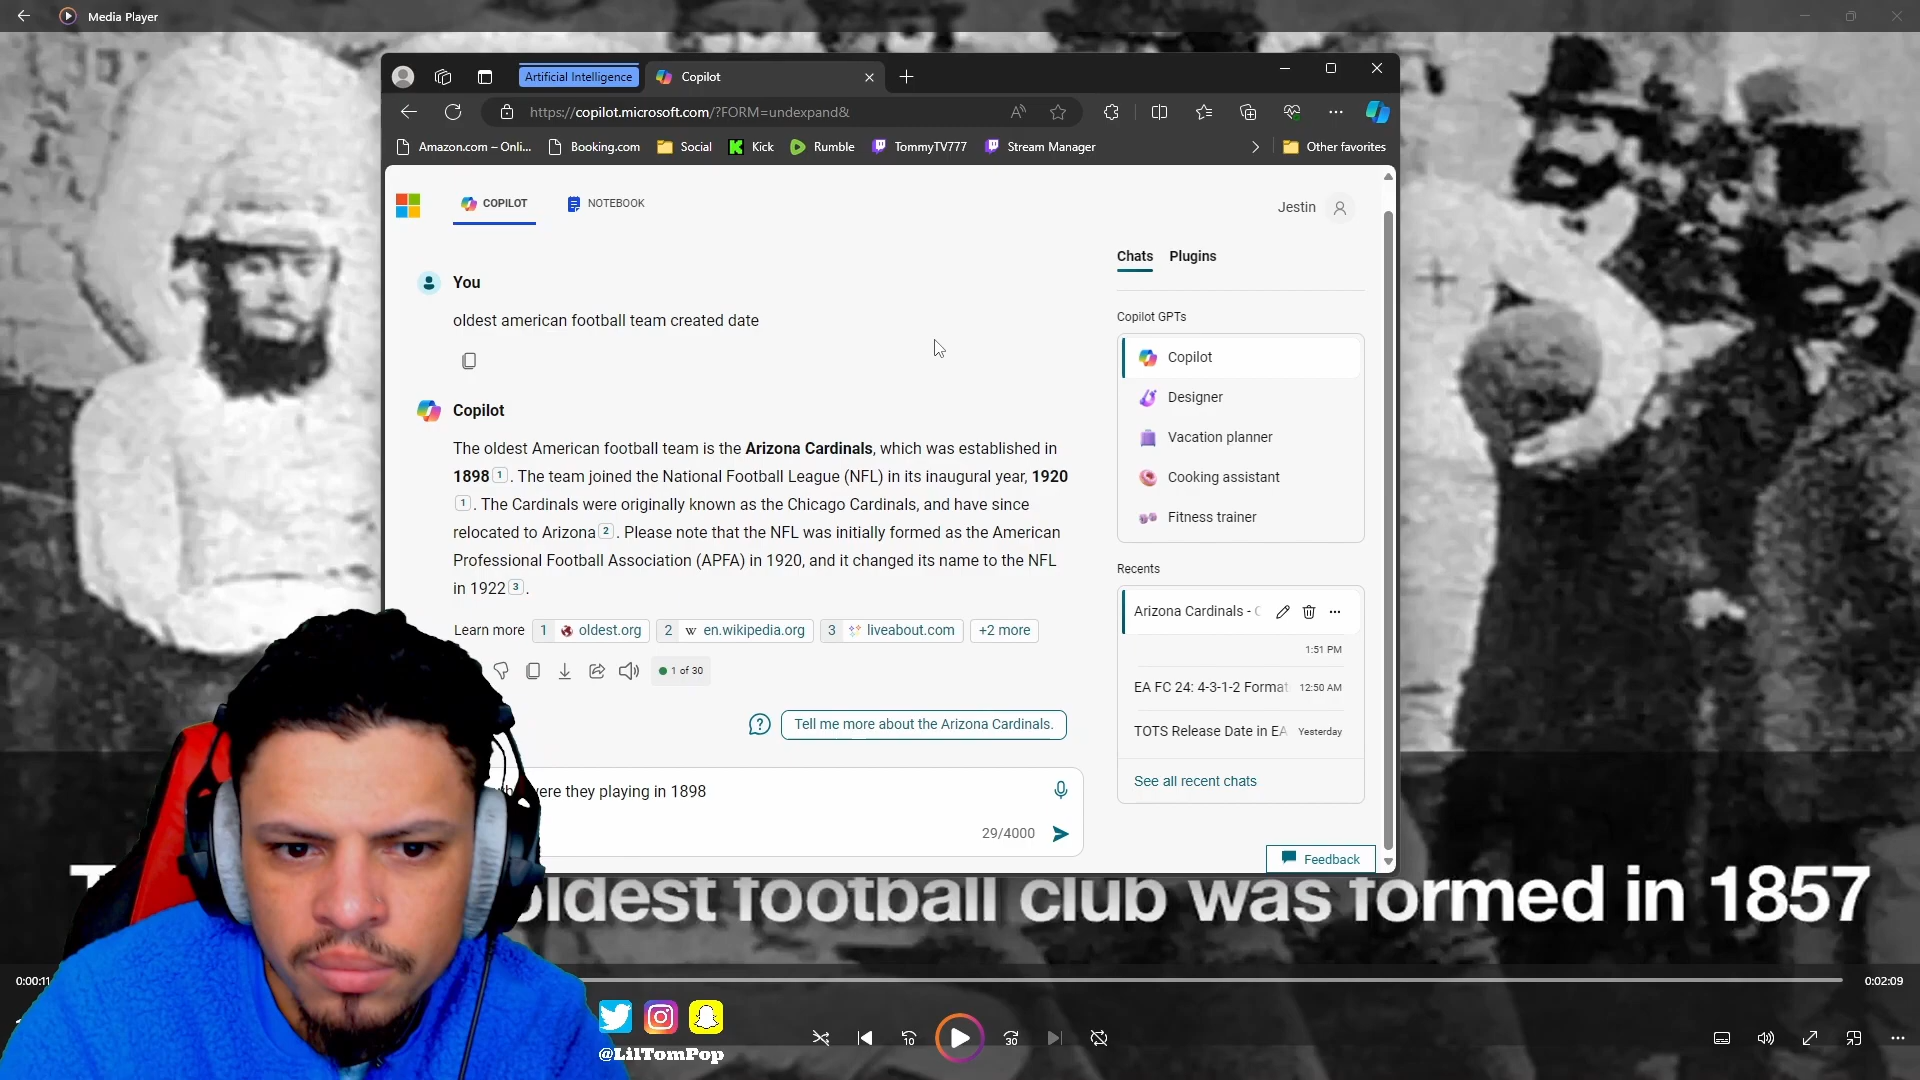 Media Player
Artificial Intelligence
Copilot
https://copilot.microsoft.com/?FORM=undexpand&
Amazon.com – Onli...
Booking.com
Social
Kick
Rumble
TommyTV777
Stream Manager
Other favorites
COPILOT
NOTEBOOK
Jestin
You
oldest american football team created date
Copilot
The oldest American football team is the Arizona Cardinals, which was established in
1898 1 . The team joined the National Football League (NFL) in its inaugural year, 1920
1 . The Cardinals were originally known as the Chicago Cardinals, and have since
relocated to Arizona 2 . Please note that the NFL was initially formed as the American
Professional Football Association (APFA) in 1920, and it changed its name to the NFL
in 1922 3 .
Learn more 1 oldest.org 2 W en.wikipedia.org 3 liveabout.com +2 more
1 of 30
Tell me more about the Arizona Cardinals.
were they playing in 1898
29/4000
Chats Plugins
Copilot GPTs
Copilot
Designer
Vacation planner
Cooking assistant
Fitness trainer
Recents
Arizona Cardinals -
1:51 PM
EA FC 24: 4-3-1-2 Format 12:50 AM
TOTS Release Date in EA Yesterday
See all recent chats
Feedback
oldest football club was formed in 1857
0:00:11
0:02:09
10
30
@LilTomPop